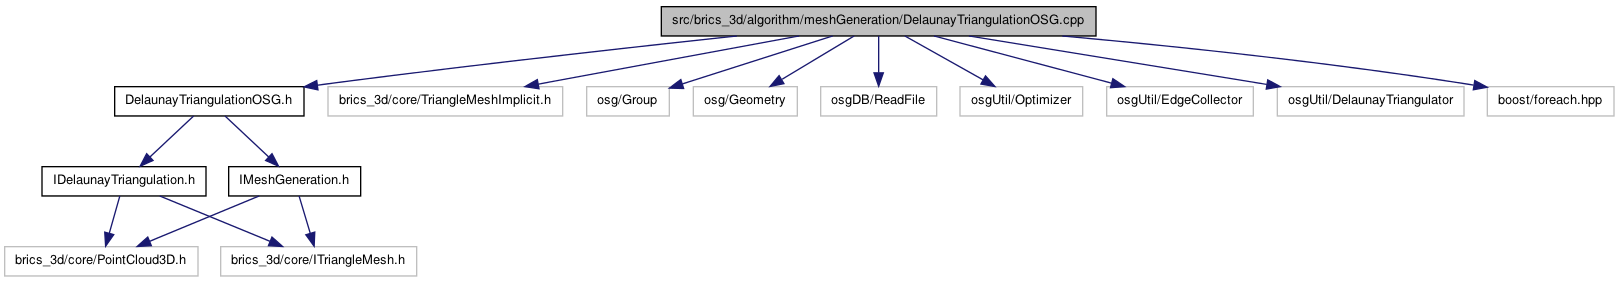 src/brics_3d/algorithm/meshGeneration/DelaunayTriangulationOSG.cpp
DelaunayTriangulationOSG.h
brics_3d/core/TriangleMeshImplicit.h
osg/Group
osg/Geometry
osgDB/ReadFile
osgUtil/Optimizer
osgUtil/EdgeCollector
osgUtil/DelaunayTriangulator
boost/foreach.hpp
IDelaunayTriangulation.h
IMeshGeneration.h
brics_3d/core/PointCloud3D.h
brics_3d/core/ITriangleMesh.h